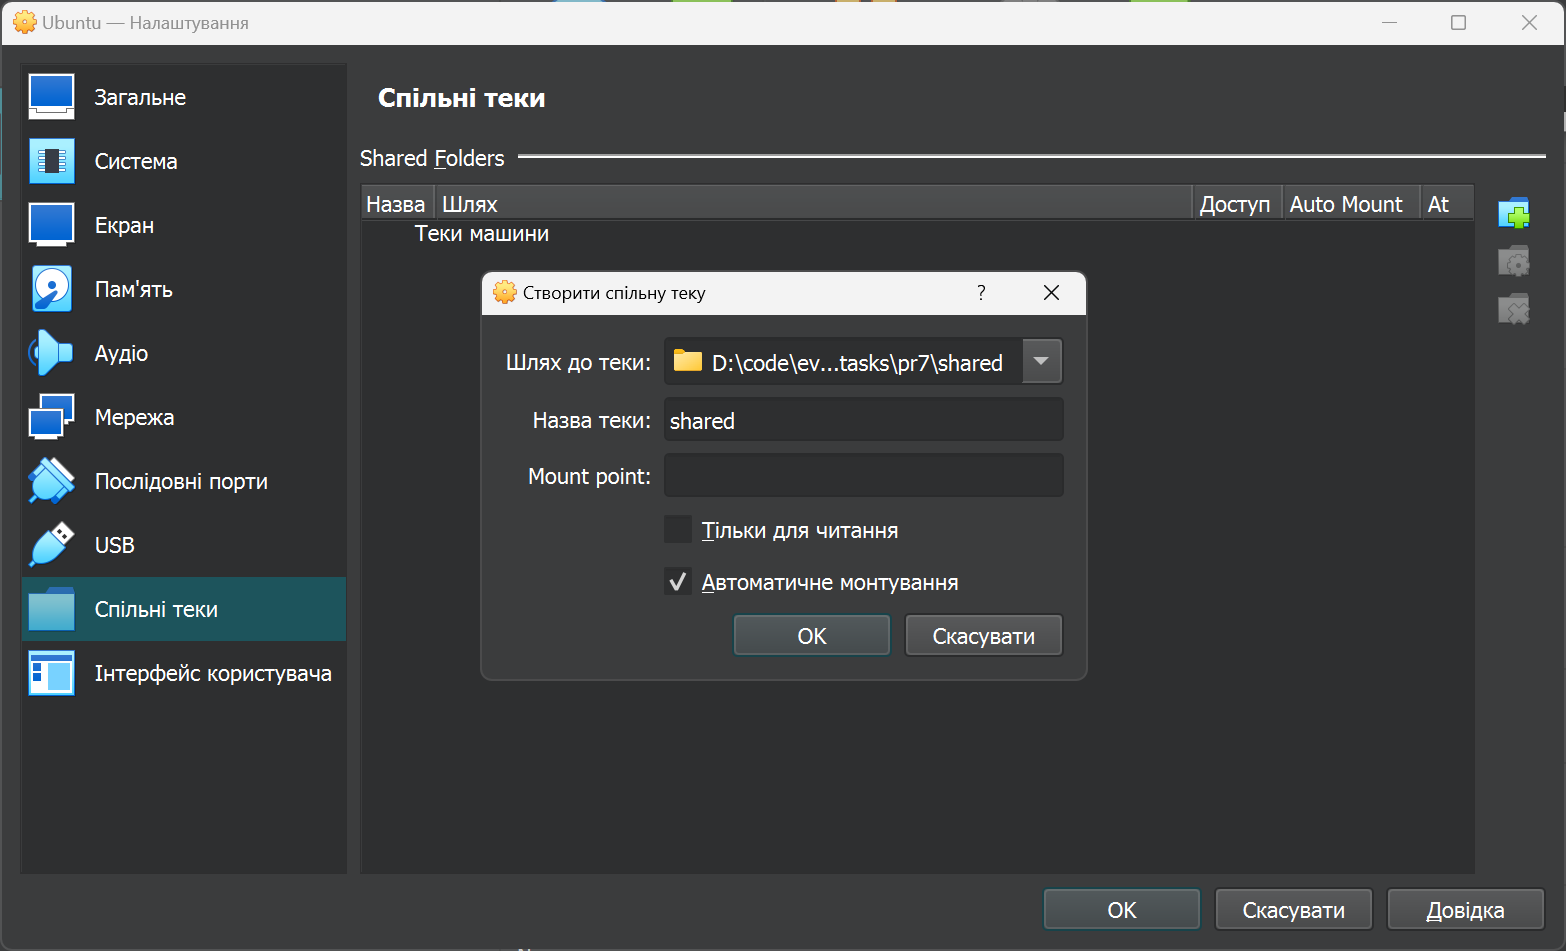 Ubuntu — Налаштування
Загальне
Система
Екран
Пам'ять
Аудіо
Мережа
Послідовні порти
USB
Спільні теки
Інтерфейс користувача
Спільні теки
Shared Folders
Назва Шлях Доступ Auto Mount At
Теки машини
Створити спільну теку ?
Шлях до теки: D:\code\ev...tasks\pr7\shared
Назва теки: shared
Mount point:
Тільки для читання
Автоматичне монтування
OK Скасувати
OK Скасувати Довідка